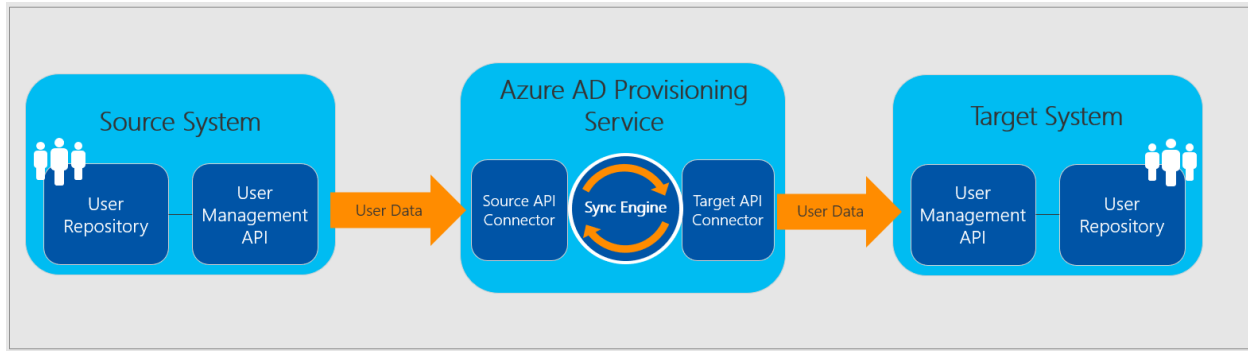 Source System
User
Repository
User
Management
API
User Data
Azure AD Provisioning
Service
Source API
Connector
Sync Engine
Target API
Connector
User Data
Target System
User
Management
API
User
Repository